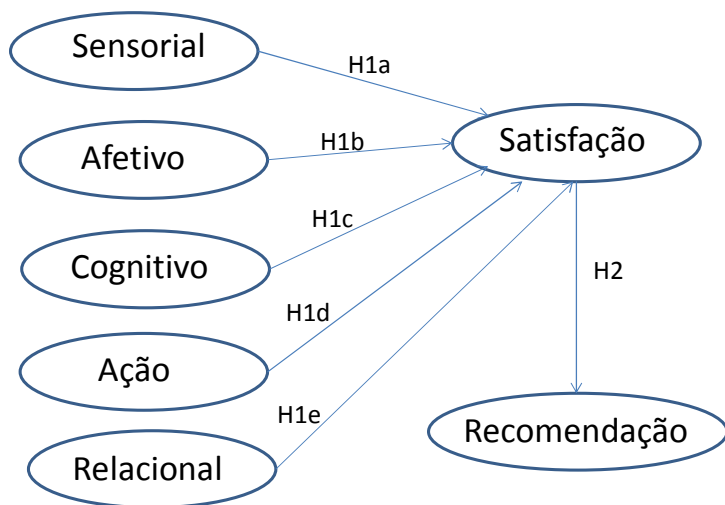 Sensorial
H1a
Afetivo
H1b
Satisfação
Cognitivo
H1c
H2
Ação
H1d
Recomendação
Relacional
H1e